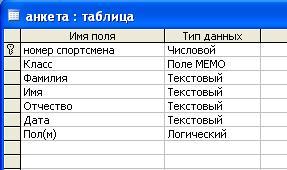 анкета : таблица
Имя поля Тип данных
номер спортсмена Числовой
Класс Поле МЕМО
Фамилия Текстовый
Имя Текстовый
Отчество Текстовый
Дата Текстовый
Пол(м) Логический